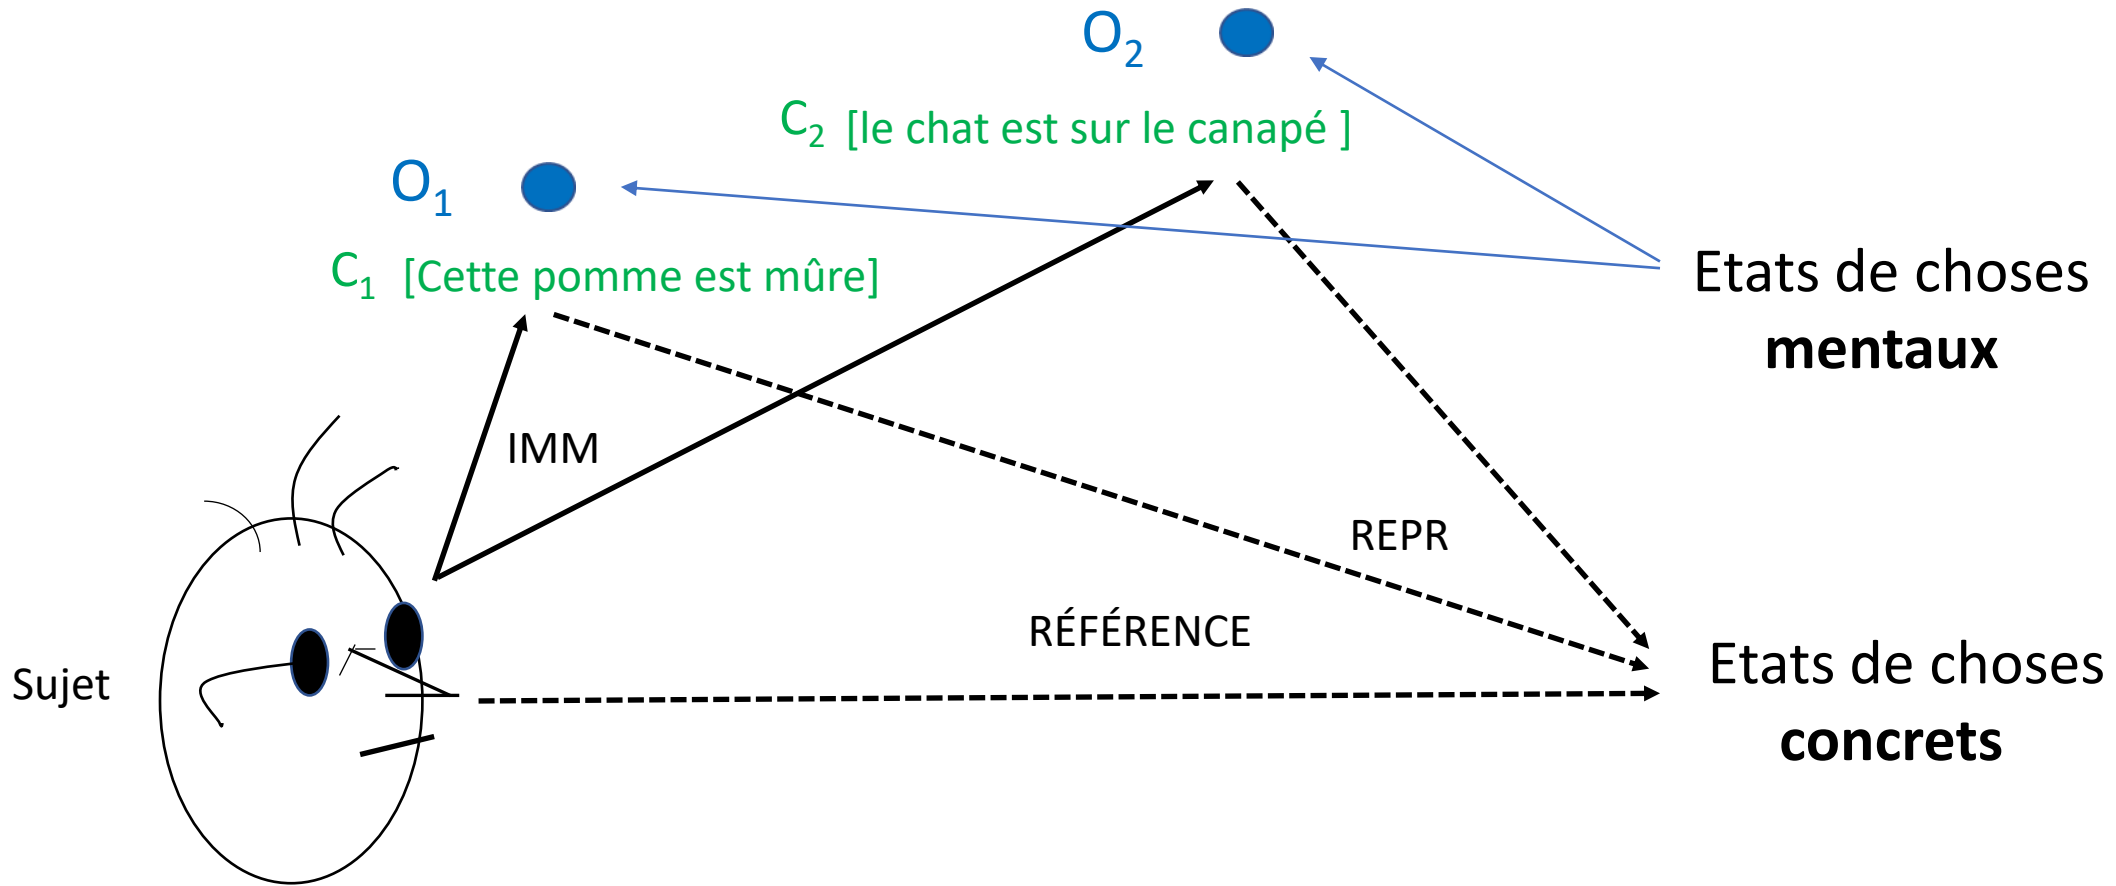 O2
C2 [le chat est sur le canapé ]
O1
C1 [Cette pomme est mûre]
Etats de choses
mentaux
IMM
REPR
RÉFÉRENCE
Sujet
Etats de choses
concrets